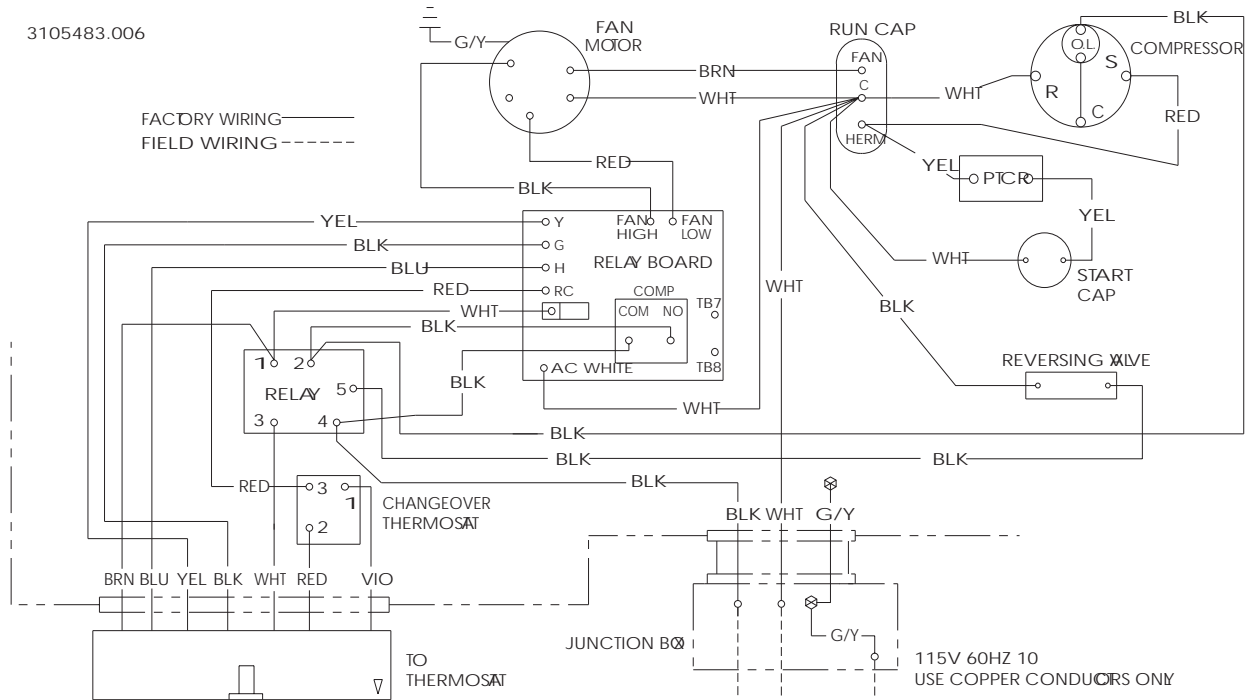 3105483.006
FACTORY WIRING
FIELD WIRING
G/Y
FAN
MOTOR
BRN
WHT
RED
BLK
RUN CAP
FAN
C
HERM
WHT
BLK
O.L.
COMPRESSOR
S
R
C
RED
YEL
PTCR
YEL
WHT
START
CAP
WHT
BLK
REVERSING VALVE
YEL
BLK
BLU
RED
WHT
BLK
Y
G
H
RC
FAN
HIGH
FAN
LOW
RELAY BOARD
COMP
COM NO
TB7
TB8
AC WHITE
WHT
1 2
RELAY
5
3 4
BLK
BLK
BLK
BLK
BLK
RED
3
1
2
CHANGEOVER
THERMOSTAT
BRN BLU YEL BLK WHT RED VIO
TO
THERMOSTAT
BLK WHT G/Y
JUNCTION BOX
G/Y
115V 60HZ 10
USE COPPER CONDUCTORS ONLY